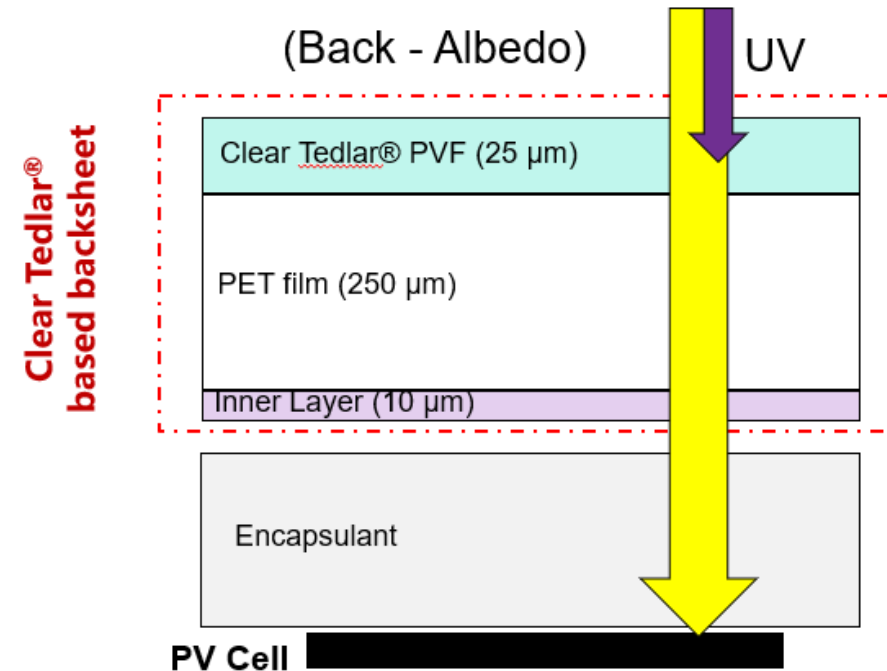 (Back - Albedo)
UV
Clear Tedlar®
based backsheet
Clear Tedlar® PVF (25 µm)
PET film (250 µm)
Inner Layer (10 µm)
Encapsulant
PV Cell